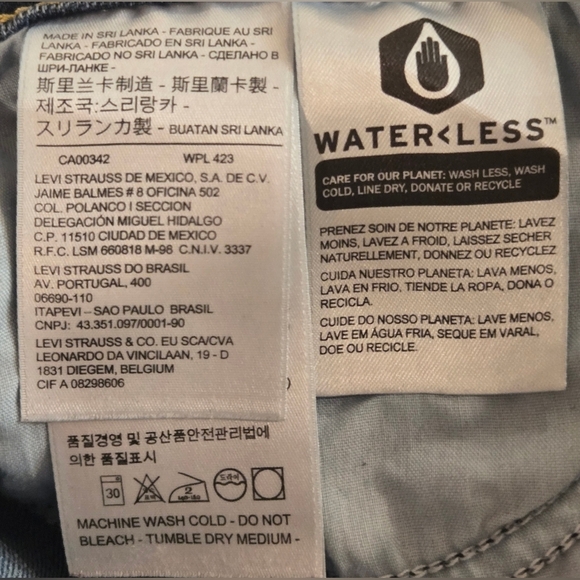 MADE IN SRI LANKA - FABRIQUE AU SRI
LANKA - FABRICADO EN SRI LANKA -
FABRICADO NO SRI LANKA - СДЕЛАНО В
ШРИ-ЛАНКЕ -
斯里兰卡制造 - 斯里蘭卡製 -
제조국:스리랑카 -
スリランカ製 - BUATAN SRI LANKA
CA00342 WPL 423
LEVI STRAUSS DE MEXICO, S.A. DE C.V.
JAIME BALMES # 8 OFICINA 502
COL. POLANCO I SECCION
DELEGACIÓN MIGUEL HIDALGO
C.P. 11510 CIUDAD DE MEXICO
R.F.C. LSM 660818 M-98 C.N.I.V. 3337
LEVI STRAUSS DO BRASIL
AV. PORTUGAL, 400
06690-110
ITAPEVI – SAO PAULO BRASIL
CNPJ: 43.351.097/0001-90
LEVI STRAUSS & CO. EU SCA/CVA
LEONARDO DA VINCILAAN, 19 - D
1831 DIEGEM, BELGIUM
CIF A 08298606
)
품질경영 및 공산품안전관리법에
의한 품질표시
30
2
드라이
MACHINE WASH COLD - DO NOT
BLEACH - TUMBLE DRY MEDIUM -
WATER<LESS™
CARE FOR OUR PLANET: WASH LESS, WASH
COLD, LINE DRY, DONATE OR RECYCLE
PRENEZ SOIN DE NOTRE PLANETE: LAVEZ
MOINS, LAVEZ A FROID, LAISSEZ SECHER
NATURELLEMENT, DONNEZ OU RECYCLEZ
CUIDA NUESTRO PLANETA: LAVA MENOS,
LAVA EN FRIO, TIENDE LA ROPA, DONA O
RECICLA.
CUIDE DO NOSSO PLANETA: LAVE MENOS,
LAVE EM ÁGUA FRIA, SEQUE EM VARAL,
DOE OU RECICLE.